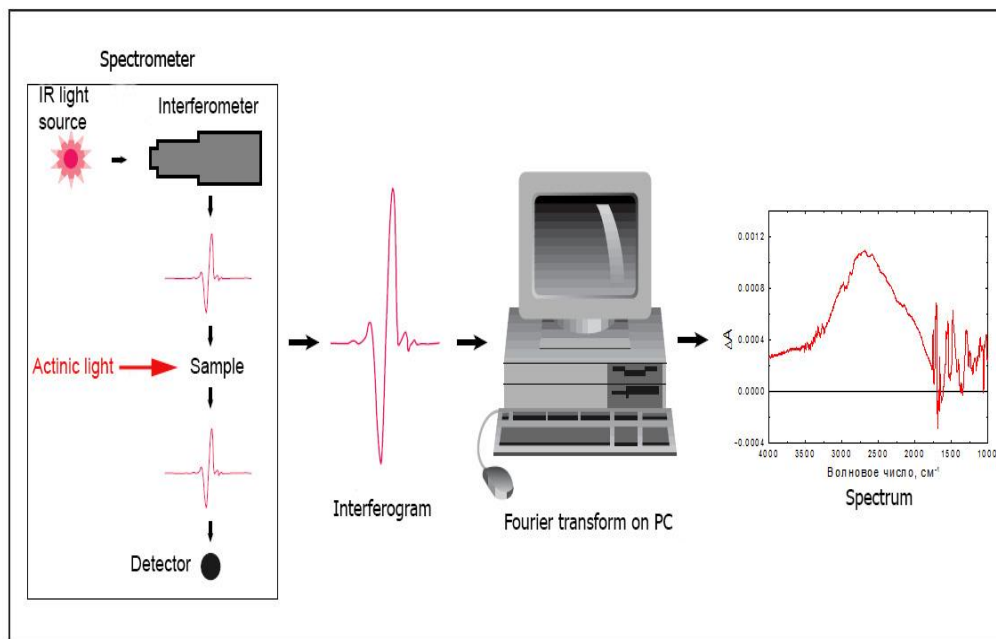 Spectrometer
IR light
source
Interferometer
Actinic light
Sample
Detector
Interferogram
Fourier transform on PC
ΔA
0.0012
0.0008
0.0004
0.0000
-0.0004
4000 3500 3000 2500 2000 1500 1000
Волновое число, см⁻¹
Spectrum